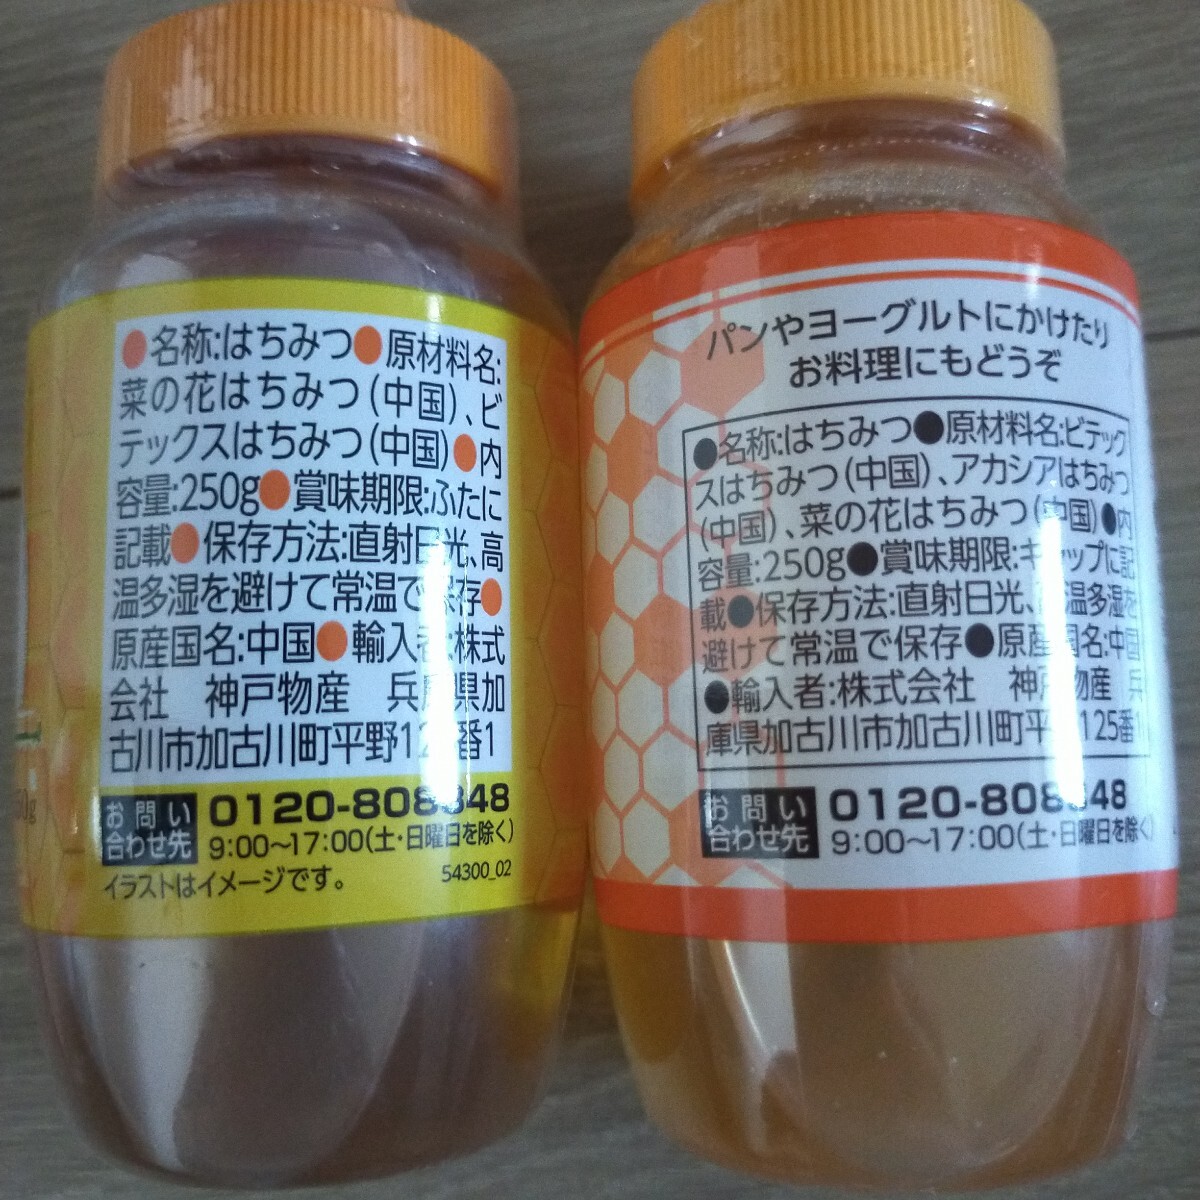 ●名称:はちみつ●原材料名:
菜の花はちみつ(中国)、ビ
テックスはちみつ(中国)●内
容量:250g●賞味期限:ふたに
記載●保存方法:直射日光、高
温多湿を避けて常温で保存●
原産国名:中国●輸入者:株式
会社 神戸物産 兵庫県加
古川市加古川町平野125番1
お問い
合わせ先
0120-808348
9:00~17:00(土・日曜日を除く)
イラストはイメージです。
54300_02
パンやヨーグルトにかけたり
お料理にもどうぞ
●名称:はちみつ●原材料名:ビテック
スはちみつ(中国)、アカシアはちみつ
(中国)、菜の花はちみつ(中国)●内
容量:250g●賞味期限:キャップに記
載●保存方法:直射日光、高温多湿を
避けて常温で保存●原産国名:中国
●輸入者:株式会社 神戸物産 兵
庫県加古川市加古川町平野125番1
お問い
合わせ先
0120-808348
9:00~17:00(土・日曜日を除く)